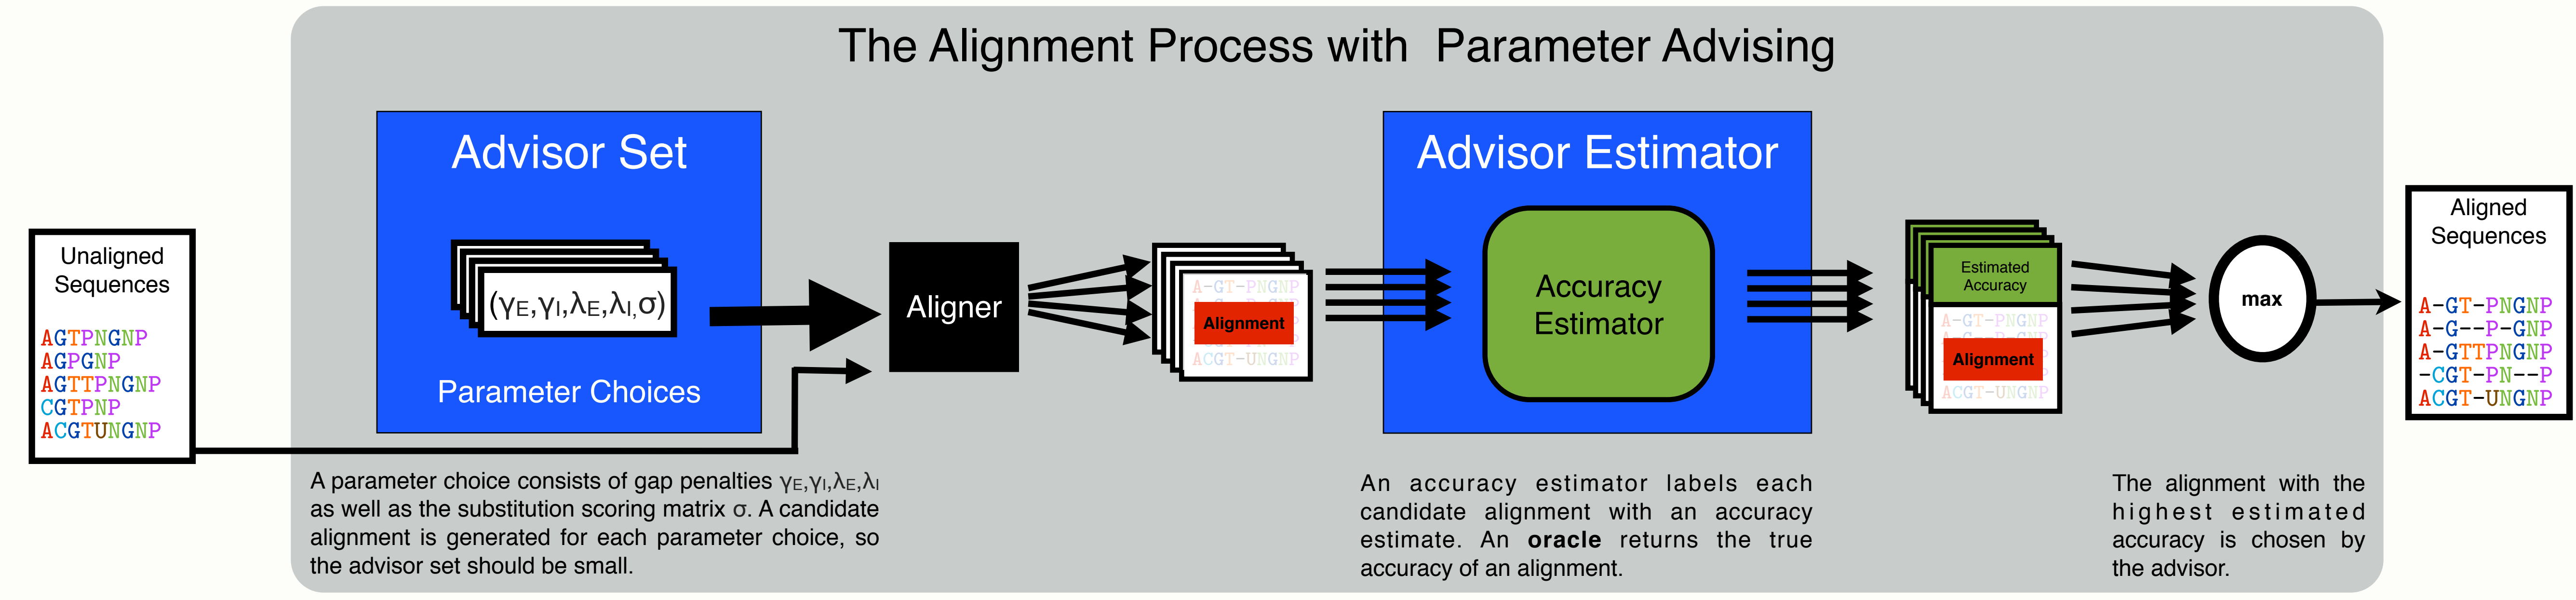 The Alignment Process with Parameter Advising
Unaligned
Sequences
AGTPNGNP
AGPGNP
AGTTPNGNP
CGTPNP
ACGTUNGNP
Advisor Set
(γE,γI,λE,λI,σ)
Parameter Choices
A parameter choice consists of gap penalties γE,γI,λE,λI
as well as the substitution scoring matrix σ. A candidate
alignment is generated for each parameter choice, so
the advisor set should be small.
Aligner
A-GT-PNGNP
Alignment
ACGT-UNGNP
Advisor Estimator
Accuracy
Estimator
An accuracy estimator labels each
candidate alignment with an accuracy
estimate. An oracle returns the true
accuracy of an alignment.
Estimated
Accuracy
A-GT-PNGNP
Alignment
ACGT-UNGNP
max
The alignment with the
highest estimated
accuracy is chosen by
the advisor.
Aligned
Sequences
A-GT-PNGNP
A-G--P-GNP
A-GTTPNGNP
-CGT-PN--P
ACGT-UNGNP